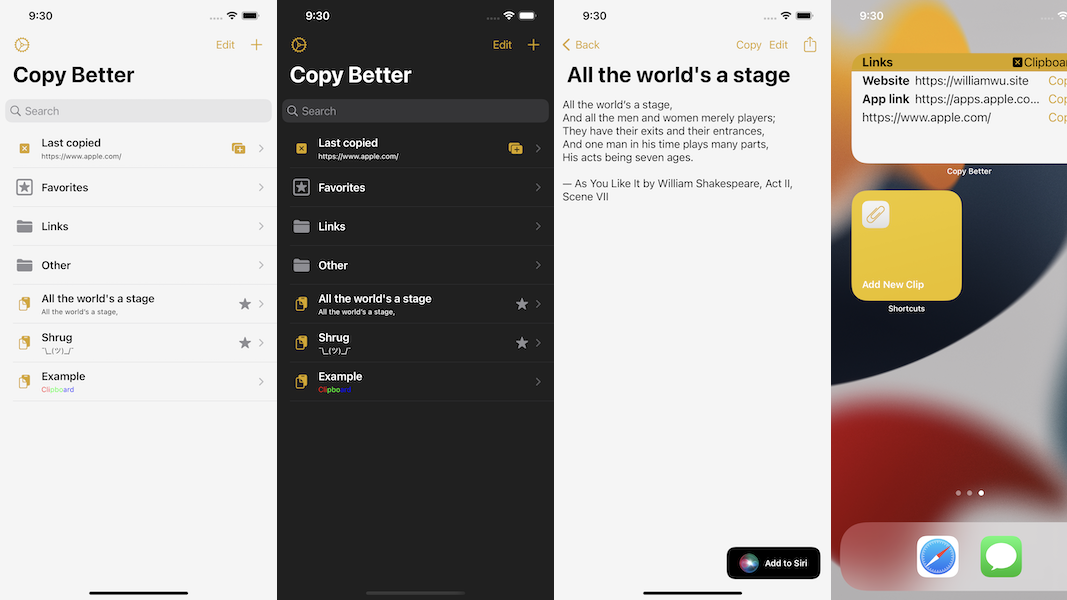 9:30
Edit
Copy Better
Search
Last copied
https://www.apple.com/
Favorites
Links
Other
All the world's a stage
All the world's a stage,
Shrug
¯\_(ツ)_/¯
Example
Clipboard
9:30
Edit
Copy Better
Search
Last copied
https://www.apple.com/
Favorites
Links
Other
All the world's a stage
All the world's a stage,
Shrug
¯\_(ツ)_/¯
Example
Clipboard
9:30
Back
Copy Edit
All the world's a stage
All the world's a stage,
And all the men and women merely players;
They have their exits and their entrances,
And one man in his time plays many parts,
His acts being seven ages.
— As You Like It by William Shakespeare, Act II,
Scene VII
Add to Siri
9:30
Links Clipboar
Website https://williamwu.site Cop
App link https://apps.apple.co... Cop
https://www.apple.com/ Cop
Copy Better
Add New Clip
Shortcuts